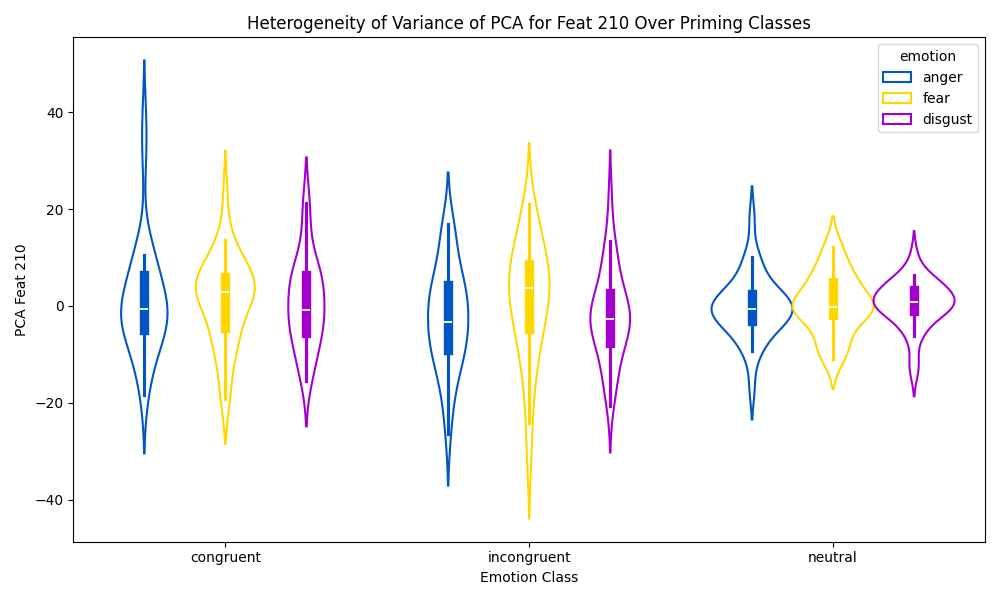 Heterogeneity of Variance of PCA for Feat 210 Over Priming Classes
emotion
anger
fear
disgust
PCA Feat 210
40
20
0
−20
−40
congruent
incongruent
neutral
Emotion Class